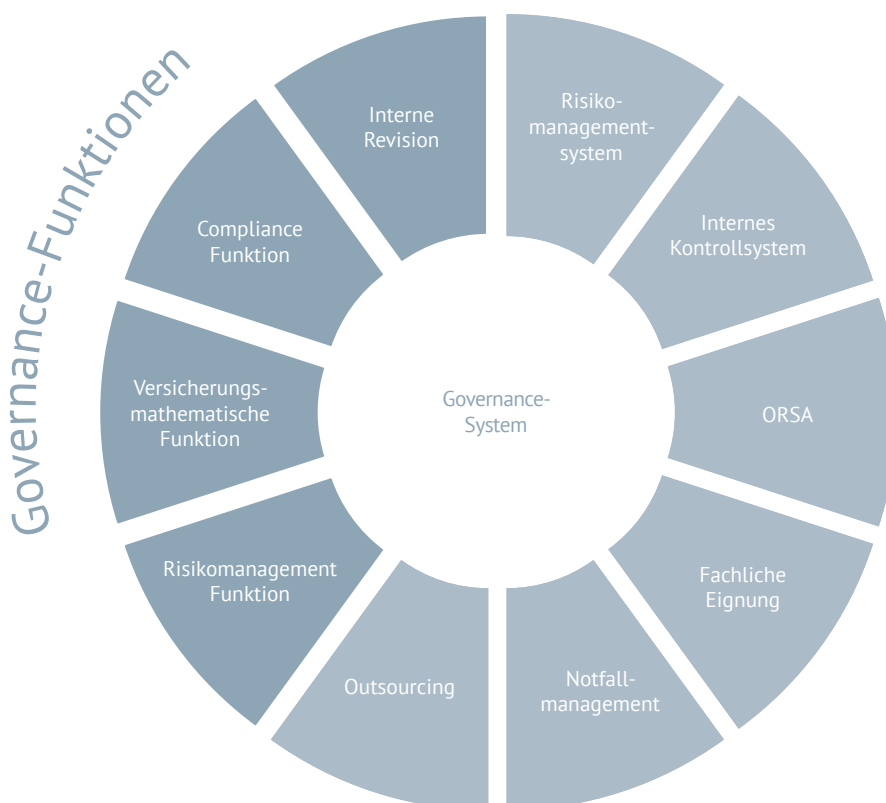 Governance-Funktionen
Interne
Revision
Risiko-
management-
system
Compliance
Funktion
Internes
Kontrollsystem
Versicherungs-
mathematische
Funktion
Governance-
System
ORSA
Risikomanagement
Funktion
Fachliche
Eignung
Outsourcing
Notfall-
management